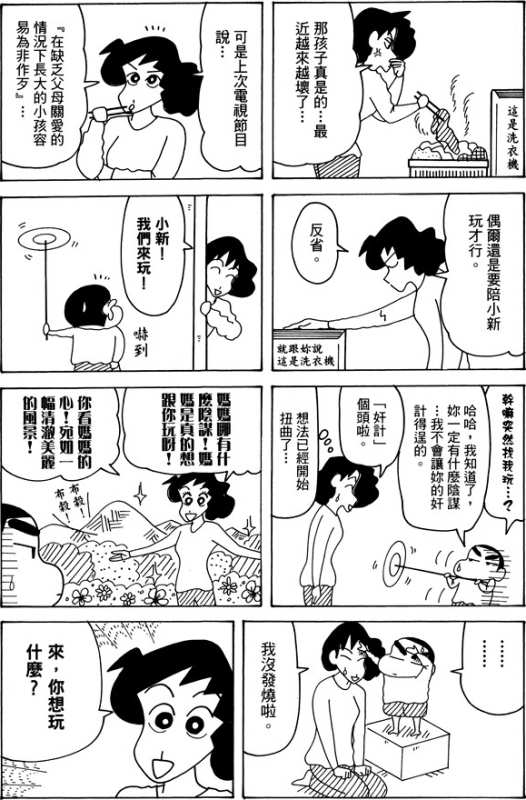 那孩子真是的…最
近越來越壞了…
這是洗衣機
可是上次電視節目
說…
『在缺乏父母關愛的
情況下長大的小孩容
易為非作歹』…
偶爾還是要陪小新
玩才行。
反省。
就跟妳說
這是洗衣機
小新！
我們來玩！
嚇到
幹嘛突然找我玩…？
哈哈，我知道了，
妳一定有什麼陰謀
…我不會讓妳的奸
計得逞的。
「奸計」
個頭啦。
想法已經開始
扭曲了…
媽媽哪有什
麼陰謀！媽
媽是真的想
跟你玩呀！
你看媽媽的
心！宛如一
幅清澈美麗
的風景！
布穀！
布穀！
………
我沒發燒啦。
來，你想玩
什麼？